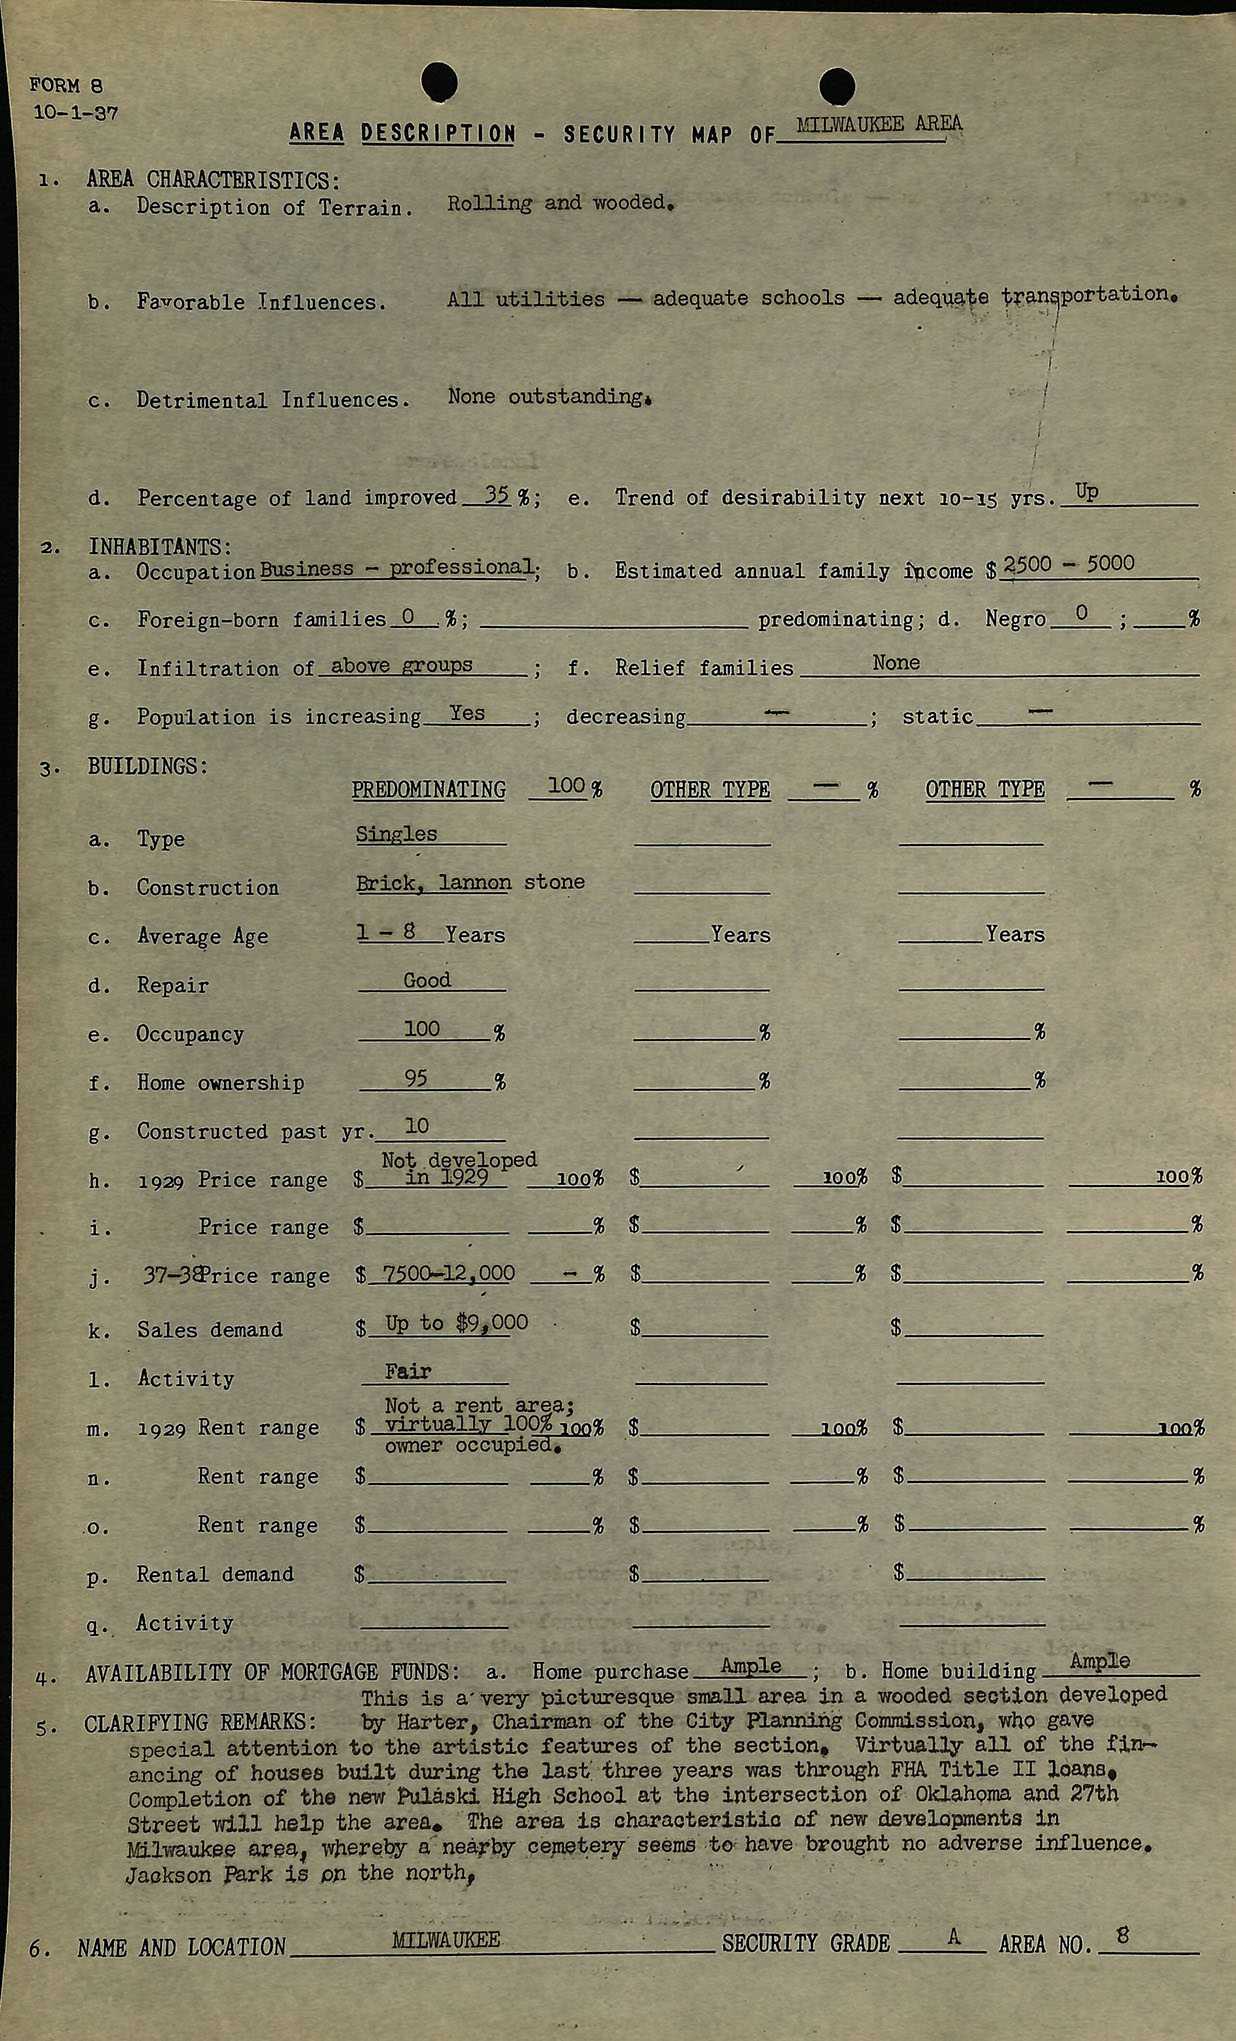 FORM 8
10-1-37
AREA DESCRIPTION - SECURITY MAP OF MILWAUKEE AREA
1. AREA CHARACTERISTICS:
a. Description of Terrain. Rolling and wooded.
b. Favorable Influences. All utilities — adequate schools — adequate transportation.
c. Detrimental Influences. None outstanding.
d. Percentage of land improved 35 %; e. Trend of desirability next 10-15 yrs. Up
2. INHABITANTS:
a. Occupation Business - professional; b. Estimated annual family income $ 2500 - 5000
c. Foreign-born families 0 %; predominating; d. Negro 0 ; %
e. Infiltration of above groups ; f. Relief families None
g. Population is increasing Yes ; decreasing — ; static —
3. BUILDINGS:
PREDOMINATING 100 % OTHER TYPE — % OTHER TYPE — %
a. Type Singles
b. Construction Brick, lannon stone
c. Average Age 1 - 8 Years Years Years
d. Repair Good
e. Occupancy 100 % % %
f. Home ownership 95 % % %
g. Constructed past yr. 10
Not developed
h. 1929 Price range $ in 1929 100% $ 100% $ 100%
i. Price range $ % $ % $ %
j. 37-38 Price range $ 7500-12,000 - % $ % $ %
k. Sales demand $ Up to $9,000 $ $
l. Activity Fair
Not a rent area;
m. 1929 Rent range $ virtually 100% 100% $ 100% $ 100%
owner occupied.
n. Rent range $ % $ % $ %
o. Rent range $ % $ % $ %
p. Rental demand $ $ $
q. Activity
4. AVAILABILITY OF MORTGAGE FUNDS: a. Home purchase Ample ; b. Home building Ample
This is a very picturesque small area in a wooded section developed
5. CLARIFYING REMARKS: by Harter, Chairman of the City Planning Commission, who gave
special attention to the artistic features of the section. Virtually all of the fin-
ancing of houses built during the last three years was through FHA Title II loans.
Completion of the new Pulaski High School at the intersection of Oklahoma and 27th
Street will help the area. The area is characteristic of new developments in
Milwaukee area, whereby a nearby cemetery seems to have brought no adverse influence.
Jackson Park is on the north,
6. NAME AND LOCATION MILWAUKEE SECURITY GRADE A AREA NO. 8